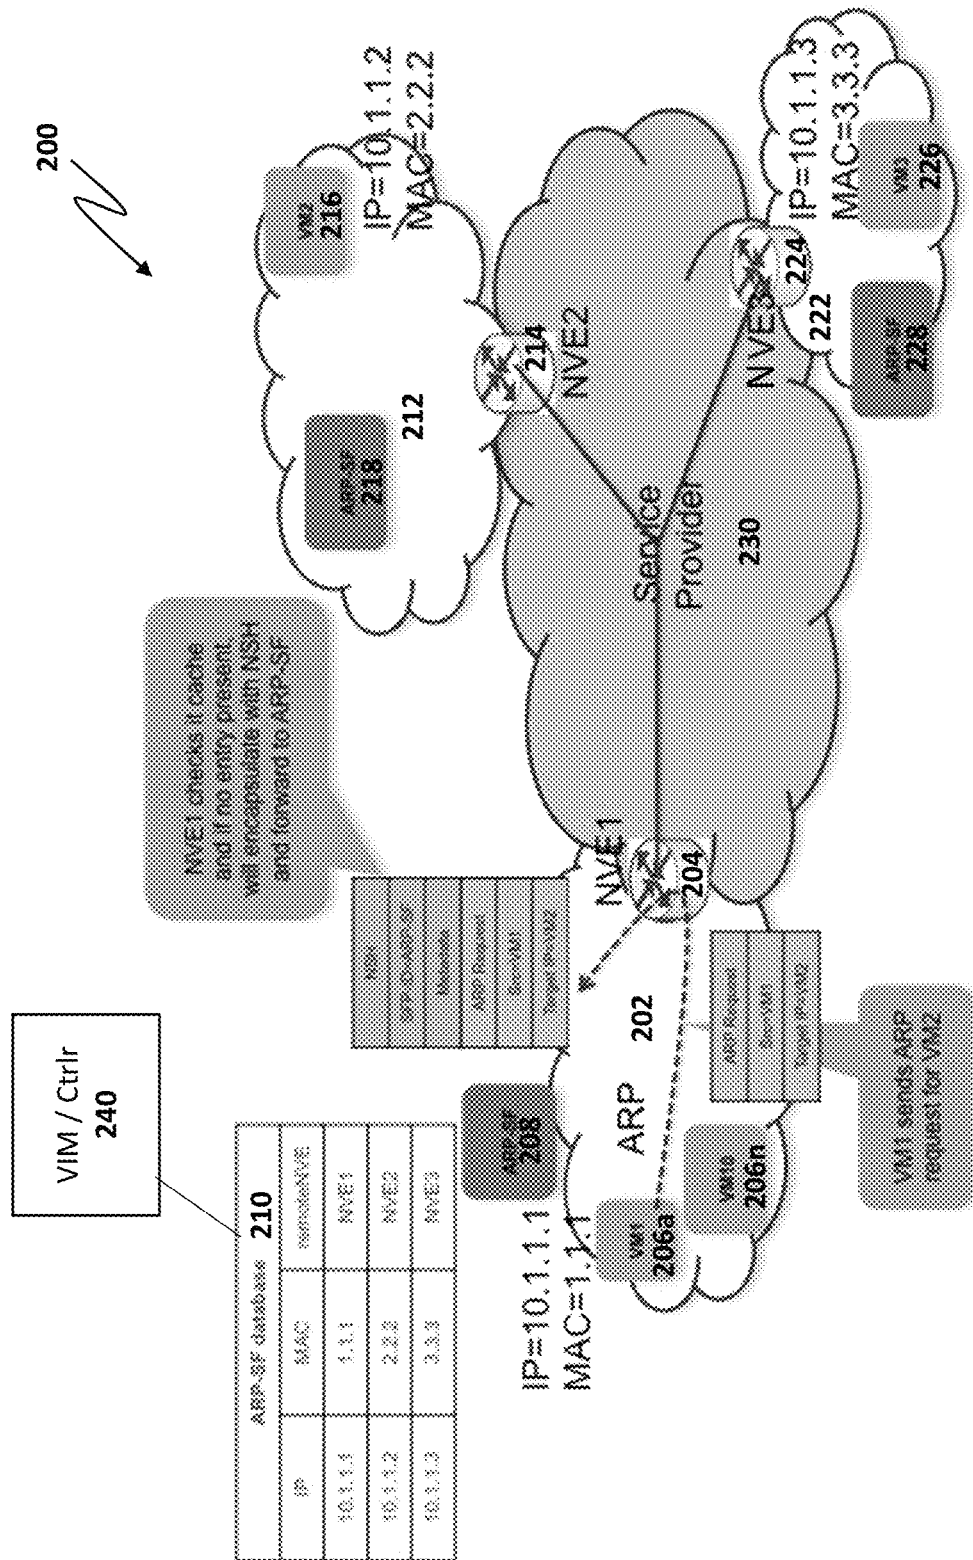 200
VIM / Ctrlr
240
ARP-SF database 210
IP MAC remoteNVE
10.1.1.1 1.1.1 NVE1
10.1.1.2 2.2.2 NVE2
10.1.1.3 3.3.3 NVE3
NVE1 checks it cache
and if no entry present,
will encapsulate with NSH
and forward to ARP-SF
NSH
Metadata
ARP Request
Src=VM1
Target IP=VM2
ARP-SF
208
IP=10.1.1.1
MAC=1.1.1
VM1
206a
VM10
206n
ARP
202
NVE1
204
ARP Request
Src=VM1
Target IP=VM2
VM1 sends ARP
request for VM2
ARP-SF
218
212
VM2
216
IP=10.1.1.2
MAC=2.2.2
214
NVE2
Service
Provider
230
NVE3
224
222
ARP-SF
228
IP=10.1.1.3
MAC=3.3.3
VM3
226